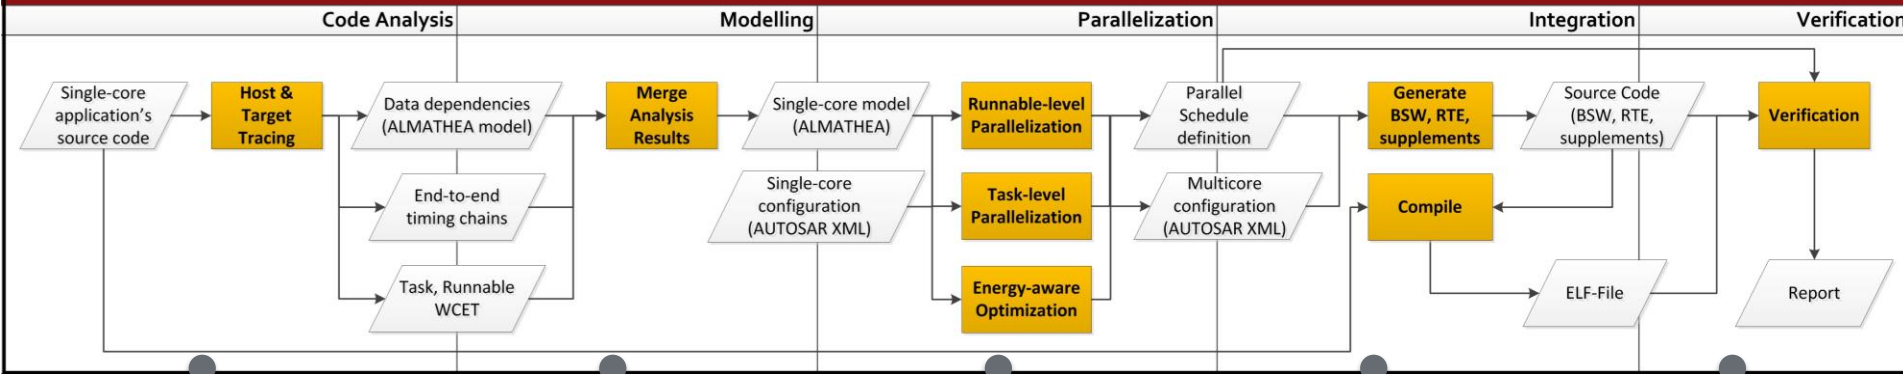 Code Analysis
Modelling
Parallelization
Integration
Verification
Single-core
application's
source code
Host &
Target
Tracing
Data dependencies
(ALMATHEA model)
End-to-end
timing chains
Task, Runnable
WCET
Merge
Analysis
Results
Single-core model
(ALMATHEA)
Single-core
configuration
(AUTOSAR XML)
Runnable-level
Parallelization
Task-level
Parallelization
Energy-aware
Optimization
Parallel
Schedule
definition
Multicore
configuration
(AUTOSAR XML)
Generate
BSW, RTE,
supplements
Compile
Source Code
(BSW, RTE,
supplements)
ELF-File
Verification
Report